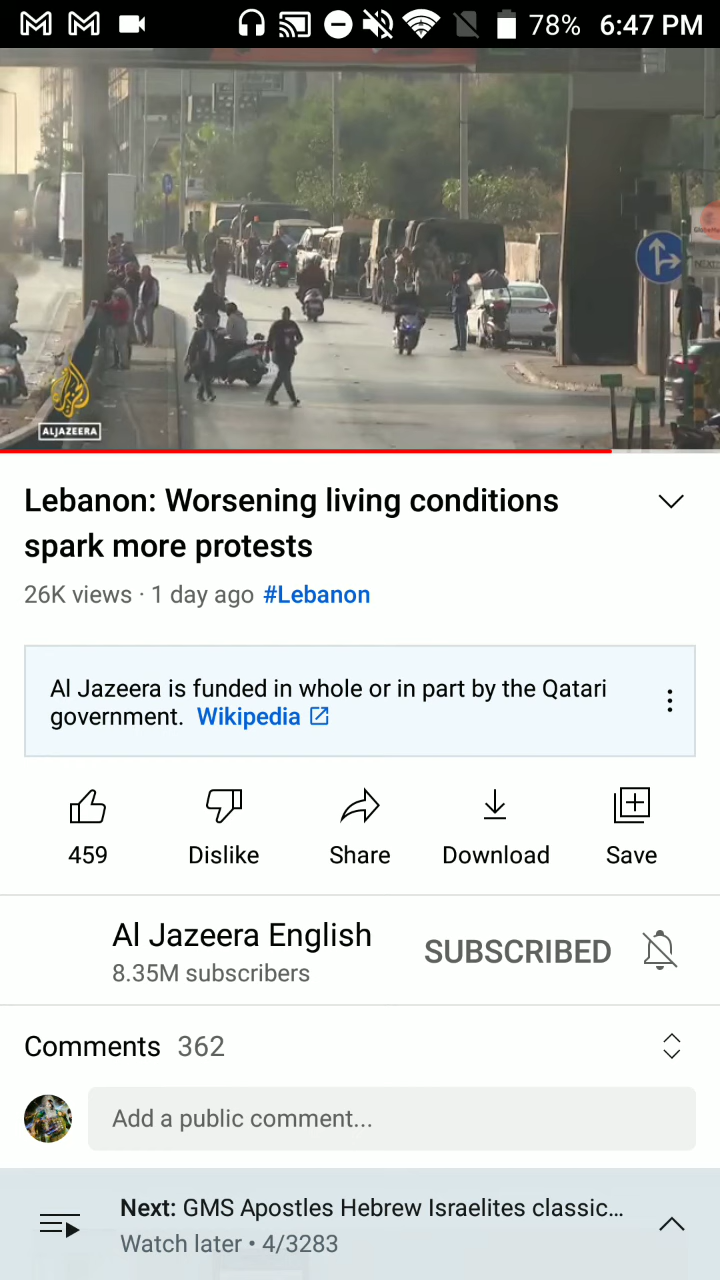 78% 6:47 PM
ALJAZEERA
Lebanon: Worsening living conditions
spark more protests
26K views · 1 day ago #Lebanon
Al Jazeera is funded in whole or in part by the Qatari
government. Wikipedia
459
Dislike
Share
Download
Save
Al Jazeera English
8.35M subscribers
SUBSCRIBED
Comments 362
Add a public comment...
Next: GMS Apostles Hebrew Israelites classic...
Watch later • 4/3283